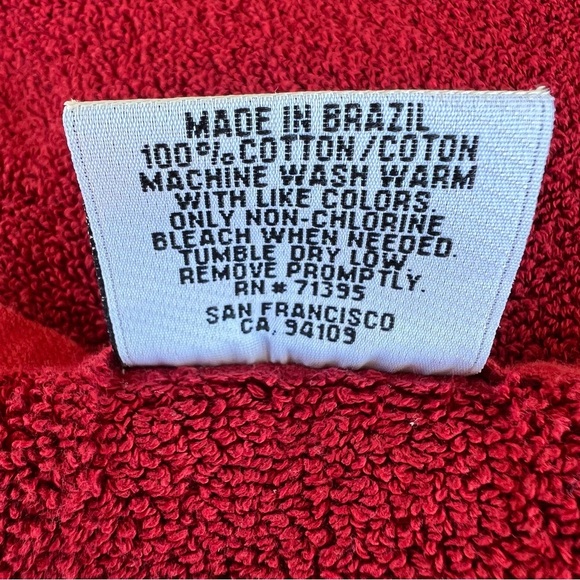 MADE IN BRAZIL
100% COTTON/COTON
MACHINE WASH WARM
WITH LIKE COLORS
ONLY NON-CHLORINE
BLEACH WHEN NEEDED.
TUMBLE DRY LOW
REMOVE PROMPTLY.
RN # 71395
SAN FRANCISCO
CA, 94109